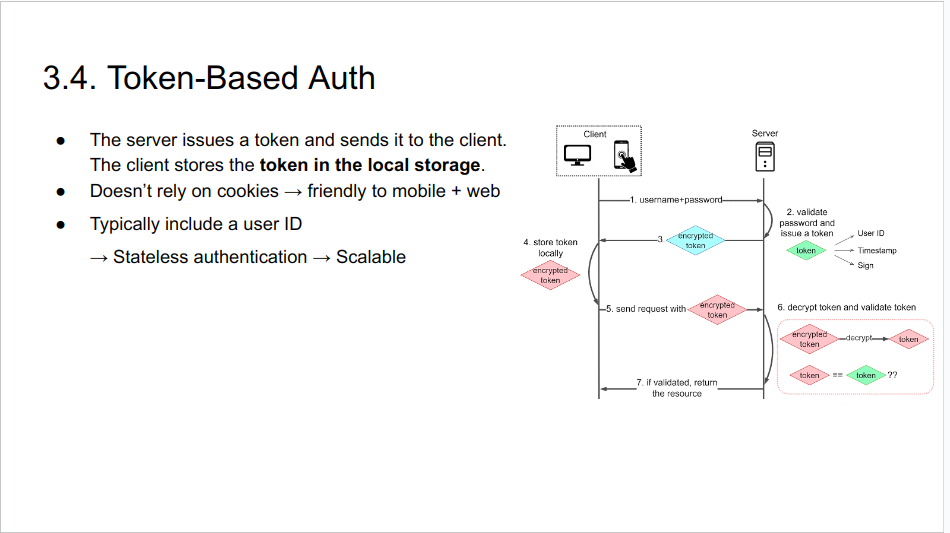 3.4. Token-Based Auth
● The server issues a token and sends it to the client.
The client stores the token in the local storage.
● Doesn't rely on cookies → friendly to mobile + web
● Typically include a user ID
→ Stateless authentication → Scalable
Client
Server
1. username+password
2. validate
password and
issue a token
token
User ID
Timestamp
Sign
3.
encrypted
token
4. store token
locally
encrypted
token
5. send request with
encrypted
token
6. decrypt token and validate token
encrypted
token
decrypt
token
token
==
token
??
7. if validated, return
the resource